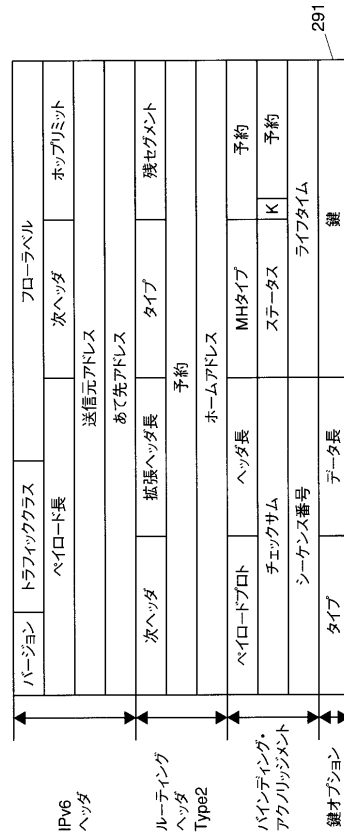 IPv6
ヘッダ
バージョン トラフィッククラス フローラベル
ペイロード長 次ヘッダ ホップリミット
送信元アドレス
あて先アドレス
ルーティング
ヘッダ
Type2
次ヘッダ 拡張ヘッダ長 タイプ 残セグメント
予約
ホームアドレス
バインディング・
アクノリッジメント
ペイロードプロト ヘッダ長 MHタイプ 予約
チェックサム ステータス K 予約
シーケンス番号 ライフタイム
鍵オプション
タイプ データ長 鍵
291